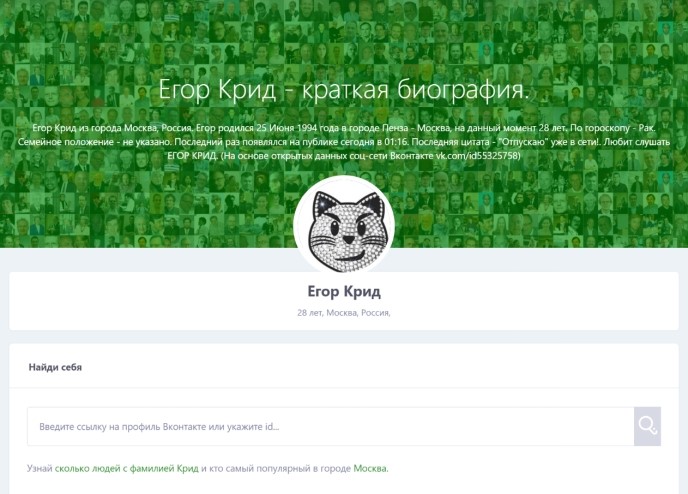 Егор Крид - краткая биография.
Егор Крид из города Москва, Россия. Егор родился 25 Июня 1994 года в городе Пенза - Москва, на данный момент 28 лет. По гороскопу - Рак.
Семейное положение - не указано. Последний раз появлялся на публике сегодня в 01:16. Последняя цитата - "Отпускаю" уже в сети!. Любит слушать
ЕГОР КРИД. (На основе открытых данных соц-сети Вконтакте vk.com/id55325758)
Егор Крид
28 лет, Москва, Россия,
Найди себя
Введите ссылку на профиль Вконтакте или укажите id...
Узнай сколько людей с фамилией Крид и кто самый популярный в городе Москва.